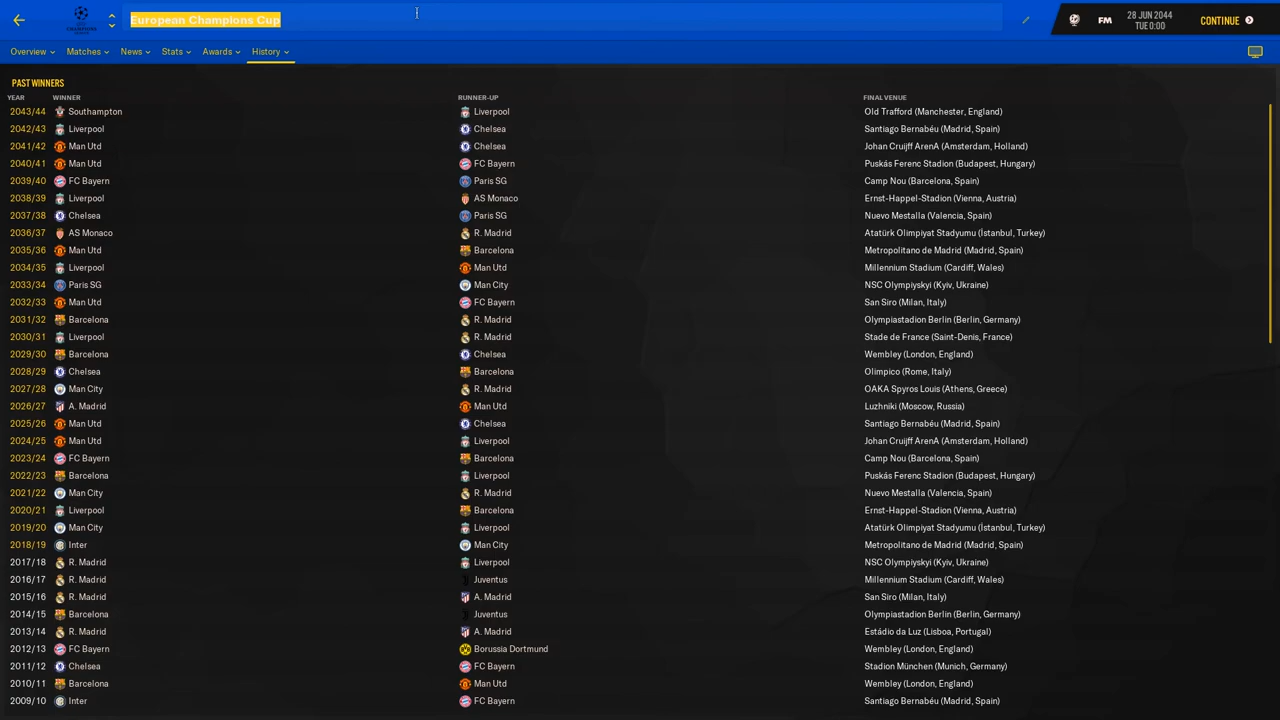 European Champions Cup
FM
28 JUN 2044
TUE 0:00
CONTINUE
Overview Matches News Stats Awards History
PAST WINNERS
YEAR WINNER RUNNER-UP FINAL VENUE
2043/44 Southampton Liverpool Old Trafford (Manchester, England)
2042/43 Liverpool Chelsea Santiago Bernabéu (Madrid, Spain)
2041/42 Man Utd Chelsea Johan Cruijff ArenA (Amsterdam, Holland)
2040/41 Man Utd FC Bayern Puskás Ferenc Stadion (Budapest, Hungary)
2039/40 FC Bayern Paris SG Camp Nou (Barcelona, Spain)
2038/39 Liverpool AS Monaco Ernst-Happel-Stadion (Vienna, Austria)
2037/38 Chelsea Paris SG Nuevo Mestalla (Valencia, Spain)
2036/37 AS Monaco R. Madrid Atatürk Olimpiyat Stadyumu (İstanbul, Turkey)
2035/36 Man Utd Barcelona Metropolitano de Madrid (Madrid, Spain)
2034/35 Liverpool Man Utd Millennium Stadium (Cardiff, Wales)
2033/34 Paris SG Man City NSC Olympiyskyi (Kyiv, Ukraine)
2032/33 Man Utd FC Bayern San Siro (Milan, Italy)
2031/32 Barcelona R. Madrid Olympiastadion Berlin (Berlin, Germany)
2030/31 Liverpool R. Madrid Stade de France (Saint-Denis, France)
2029/30 Barcelona Chelsea Wembley (London, England)
2028/29 Chelsea Barcelona Olimpico (Rome, Italy)
2027/28 Man City R. Madrid OAKA Spyros Louis (Athens, Greece)
2026/27 A. Madrid Man Utd Luzhniki (Moscow, Russia)
2025/26 Man Utd Chelsea Santiago Bernabéu (Madrid, Spain)
2024/25 Man Utd Liverpool Johan Cruijff ArenA (Amsterdam, Holland)
2023/24 FC Bayern Barcelona Camp Nou (Barcelona, Spain)
2022/23 Barcelona Liverpool Puskás Ferenc Stadion (Budapest, Hungary)
2021/22 Man City R. Madrid Nuevo Mestalla (Valencia, Spain)
2020/21 Liverpool Barcelona Ernst-Happel-Stadion (Vienna, Austria)
2019/20 Man City Liverpool Atatürk Olimpiyat Stadyumu (İstanbul, Turkey)
2018/19 Inter Man City Metropolitano de Madrid (Madrid, Spain)
2017/18 R. Madrid Liverpool NSC Olympiyskyi (Kyiv, Ukraine)
2016/17 R. Madrid Juventus Millennium Stadium (Cardiff, Wales)
2015/16 R. Madrid A. Madrid San Siro (Milan, Italy)
2014/15 Barcelona Juventus Olympiastadion Berlin (Berlin, Germany)
2013/14 R. Madrid A. Madrid Estádio da Luz (Lisboa, Portugal)
2012/13 FC Bayern Borussia Dortmund Wembley (London, England)
2011/12 Chelsea FC Bayern Stadion München (Munich, Germany)
2010/11 Barcelona Man Utd Wembley (London, England)
2009/10 Inter FC Bayern Santiago Bernabéu (Madrid, Spain)